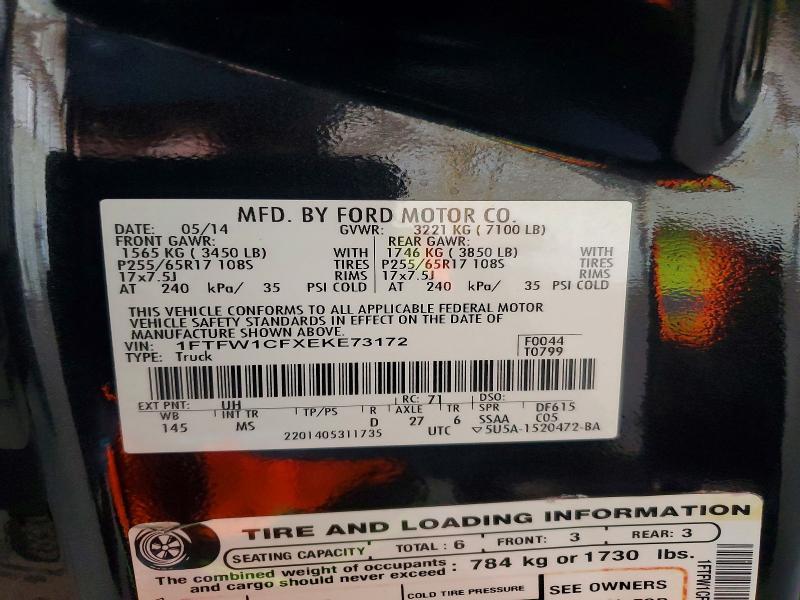 MFD. BY FORD MOTOR CO.
DATE: 05/14 GVWR: 3221 KG ( 7100 LB)
FRONT GAWR: REAR GAWR:
1565 KG ( 3450 LB) WITH 1746 KG ( 3850 LB) WITH
P255/65R17 108S TIRES P255/65R17 108S TIRES
17x7.5J RIMS 17x7.5J RIMS
AT 240 kPa/ 35 PSI COLD AT 240 kPa/ 35 PSI COLD
THIS VEHICLE CONFORMS TO ALL APPLICABLE FEDERAL MOTOR
VEHICLE SAFETY STANDARDS IN EFFECT ON THE DATE OF
MANUFACTURE SHOWN ABOVE.
VIN: 1FTFW1CFXEKE73172 F0044
TYPE: Truck T0799
EXT PNT: UH RC: 71 DSO:
WB INT TR TP/PS R AXLE TR SPR DF615
145 MS D 27 6 SSAA C05
2201405311735 UTC ▽5U5A-1520472-BA
TIRE AND LOADING INFORMATION
SEATING CAPACITY TOTAL : 6 FRONT: 3 REAR: 3
The combined weight of occupants : 784 kg or 1730 lbs.
and cargo should never exceed
COLD TIRE PRESSURE SEE OWNERS